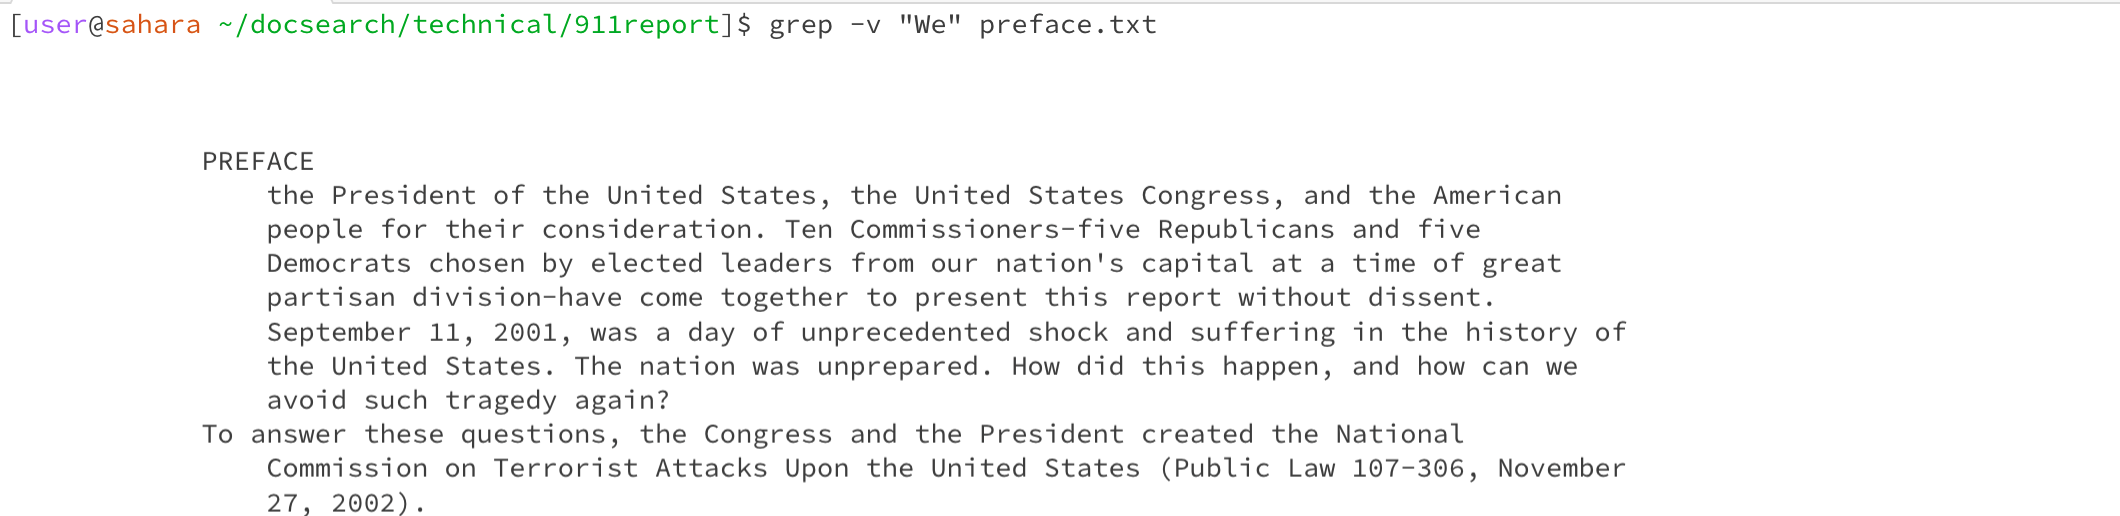 [user@sahara ~/docsearch/technical/911report]$ grep -v "We" preface.txt
PREFACE
the President of the United States, the United States Congress, and the American
people for their consideration. Ten Commissioners-five Republicans and five
Democrats chosen by elected leaders from our nation's capital at a time of great
partisan division-have come together to present this report without dissent.
September 11, 2001, was a day of unprecedented shock and suffering in the history of
the United States. The nation was unprepared. How did this happen, and how can we
avoid such tragedy again?
To answer these questions, the Congress and the President created the National
Commission on Terrorist Attacks Upon the United States (Public Law 107-306, November
27, 2002).